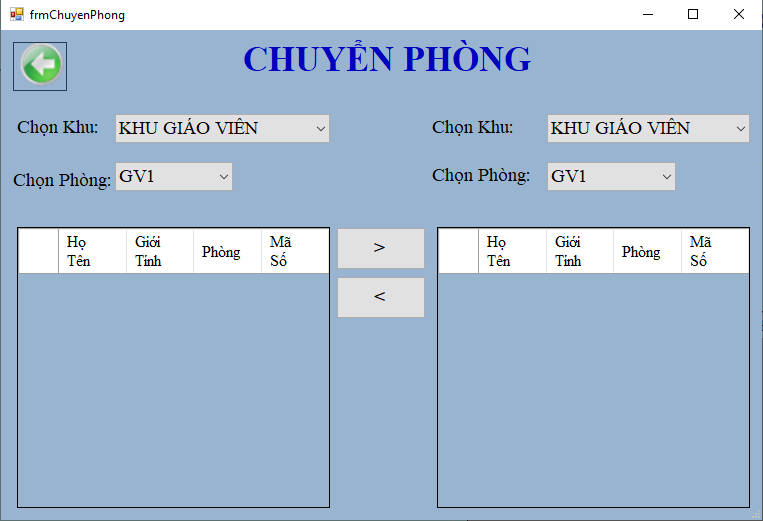 frmChuyenPhong
CHUYỂN PHÒNG
Chọn Khu: KHU GIÁO VIÊN
Chọn Phòng: GV1
Họ Tên Giới Tính Phòng Mã Số
>
<
Chọn Khu: KHU GIÁO VIÊN
Chọn Phòng: GV1
Họ Tên Giới Tính Phòng Mã Số